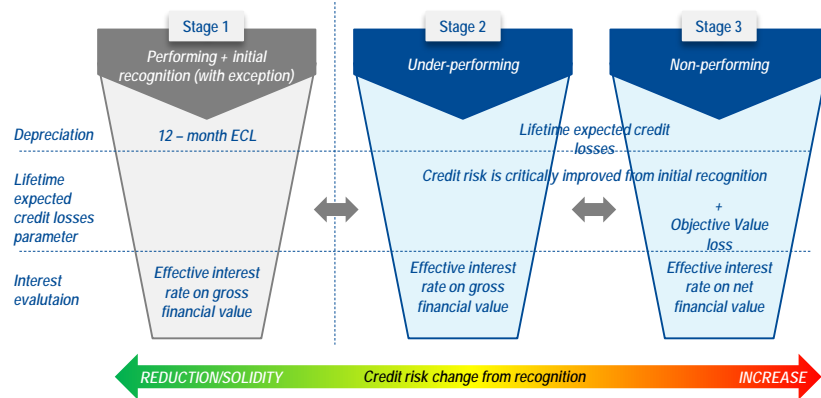 Stage 1
Stage 2
Stage 3
Performing + initial
recognition (with exception)
Under-performing
Non-performing
Depreciation
12 – month ECL
Lifetime expected credit
losses
Lifetime
expected
credit losses
parameter
Credit risk is critically improved from initial recognition
+
Objective Value
loss
Interest
evalutaion
Effective interest
rate on gross
financial value
Effective interest
rate on gross
financial value
Effective interest
rate on net
financial value
REDUCTION/SOLIDITY
Credit risk change from recognition
INCREASE